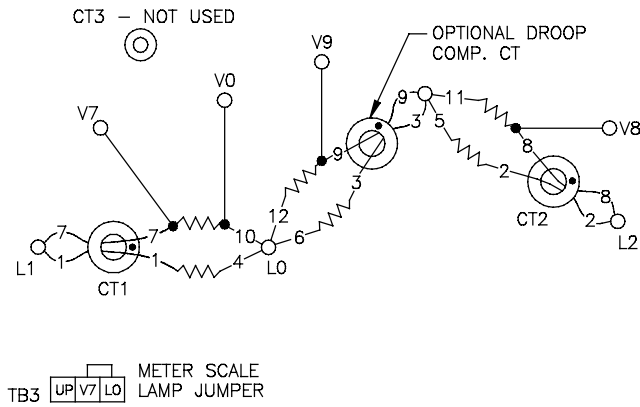 CT3 - NOT USED
OPTIONAL DROOP
COMP. CT
V9
V0
V7
9
11
3
5
V8
9
8
3
2
8
12
7
7
10
6
2
CT2
L2
L1
1
1
4
L0
CT1
METER SCALE
LAMP JUMPER
TB3 UP V7 L0